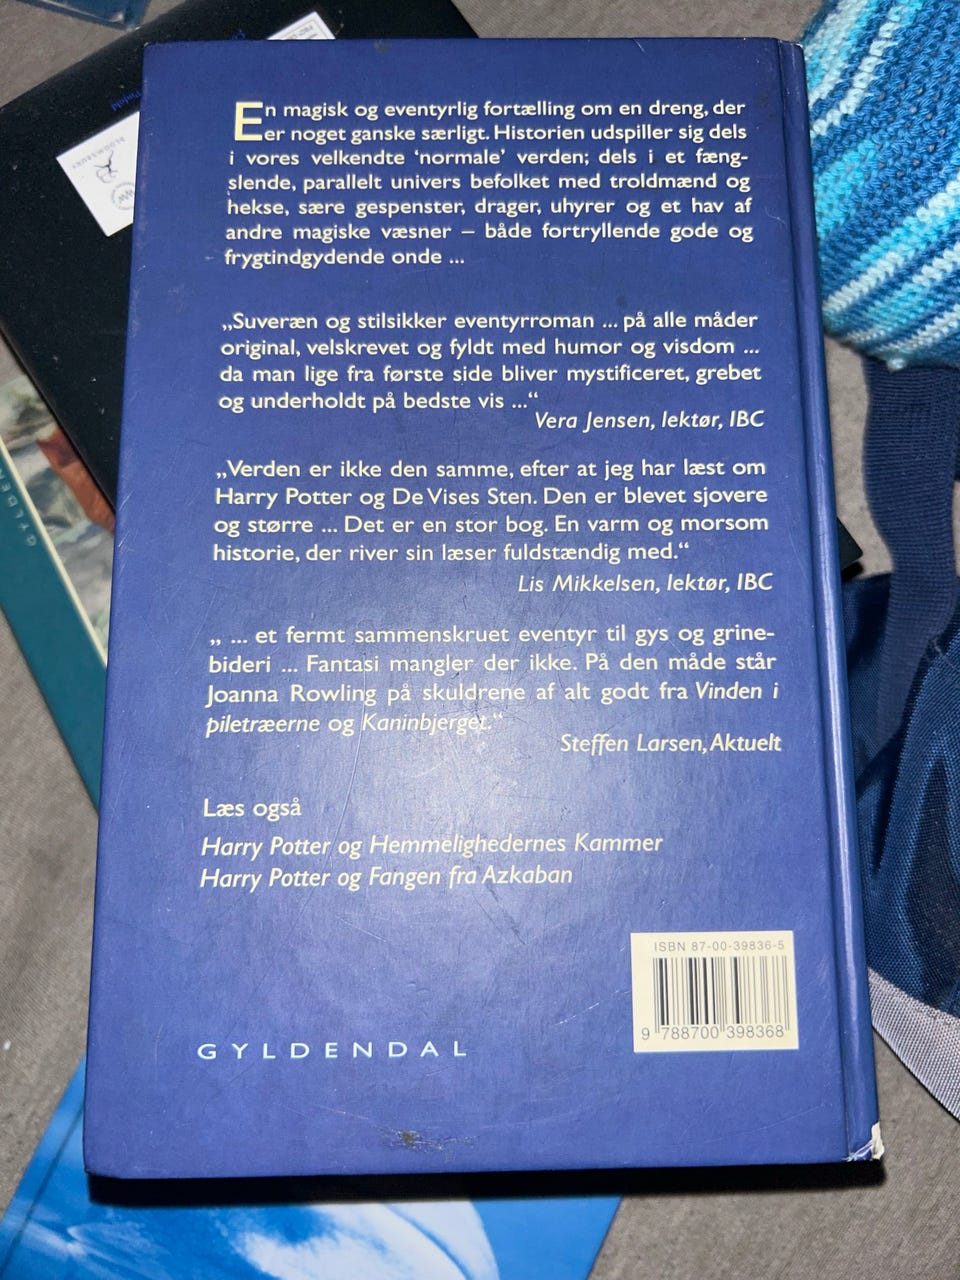 En magisk og eventyrlig fortælling om en dreng, der
er noget ganske særligt. Historien udspiller sig dels
i vores velkendte ‘normale’ verden; dels i et fæng-
slende, parallelt univers befolket med troldmænd og
hekse, sære gespenster, drager, uhyrer og et hav af
andre magiske væsner – både fortryllende gode og
frygtindgydende onde ...
„Suveræn og stilsikker eventyrroman ... på alle måder
original, velskrevet og fyldt med humor og visdom ...
da man lige fra første side bliver mystificeret, grebet
og underholdt på bedste vis ...“
Vera Jensen, lektør, IBC
„Verden er ikke den samme, efter at jeg har læst om
Harry Potter og De Vises Sten. Den er blevet sjovere
og større ... Det er en stor bog. En varm og morsom
historie, der river sin læser fuldstændig med.“
Lis Mikkelsen, lektør, IBC
„ ... et fermt sammenskruet eventyr til gys og grine-
bideri ... Fantasi mangler der ikke. På den måde står
Joanna Rowling på skuldrene af alt godt fra Vinden i
piletræerne og Kaninbjerget.“
Steffen Larsen, Aktuelt
Læs også
Harry Potter og Hemmelighedernes Kammer
Harry Potter og Fangen fra Azkaban
ISBN 87-00-39836-5
9 788700 398368
GYLDENDAL
BLOOMSBURY
GYLDEN